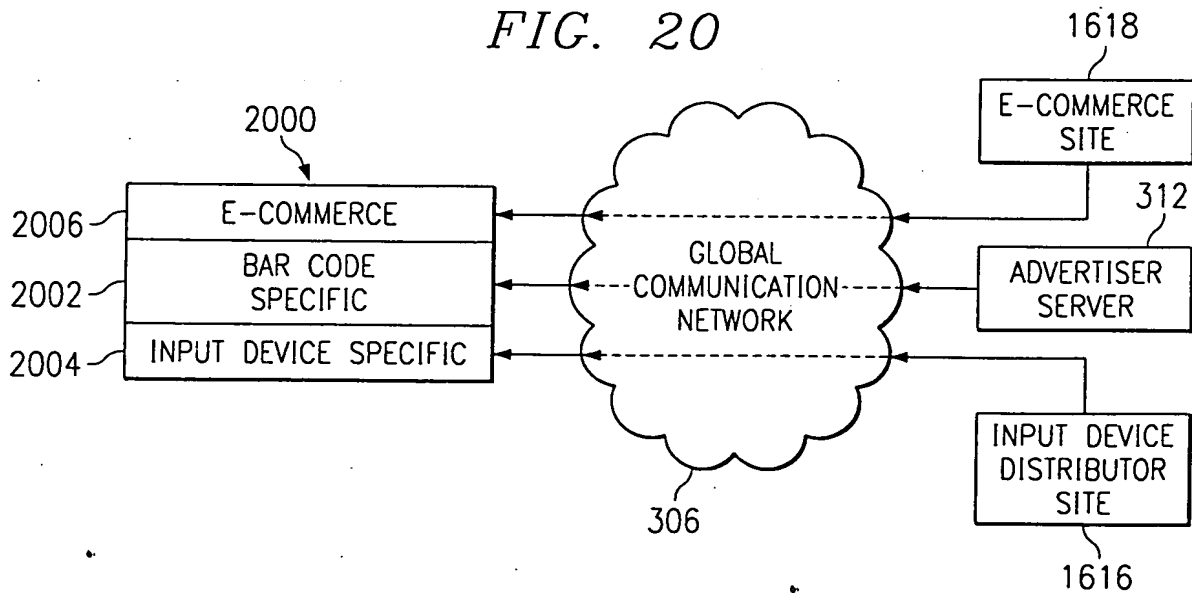 FIG. 20
1618
E-COMMERCE
SITE
2000
312
2006
E-COMMERCE
2002
BAR CODE
SPECIFIC
GLOBAL
COMMUNICATION
NETWORK
ADVERTISER
SERVER
2004
INPUT DEVICE SPECIFIC
INPUT DEVICE
DISTRIBUTOR
SITE
306
1616